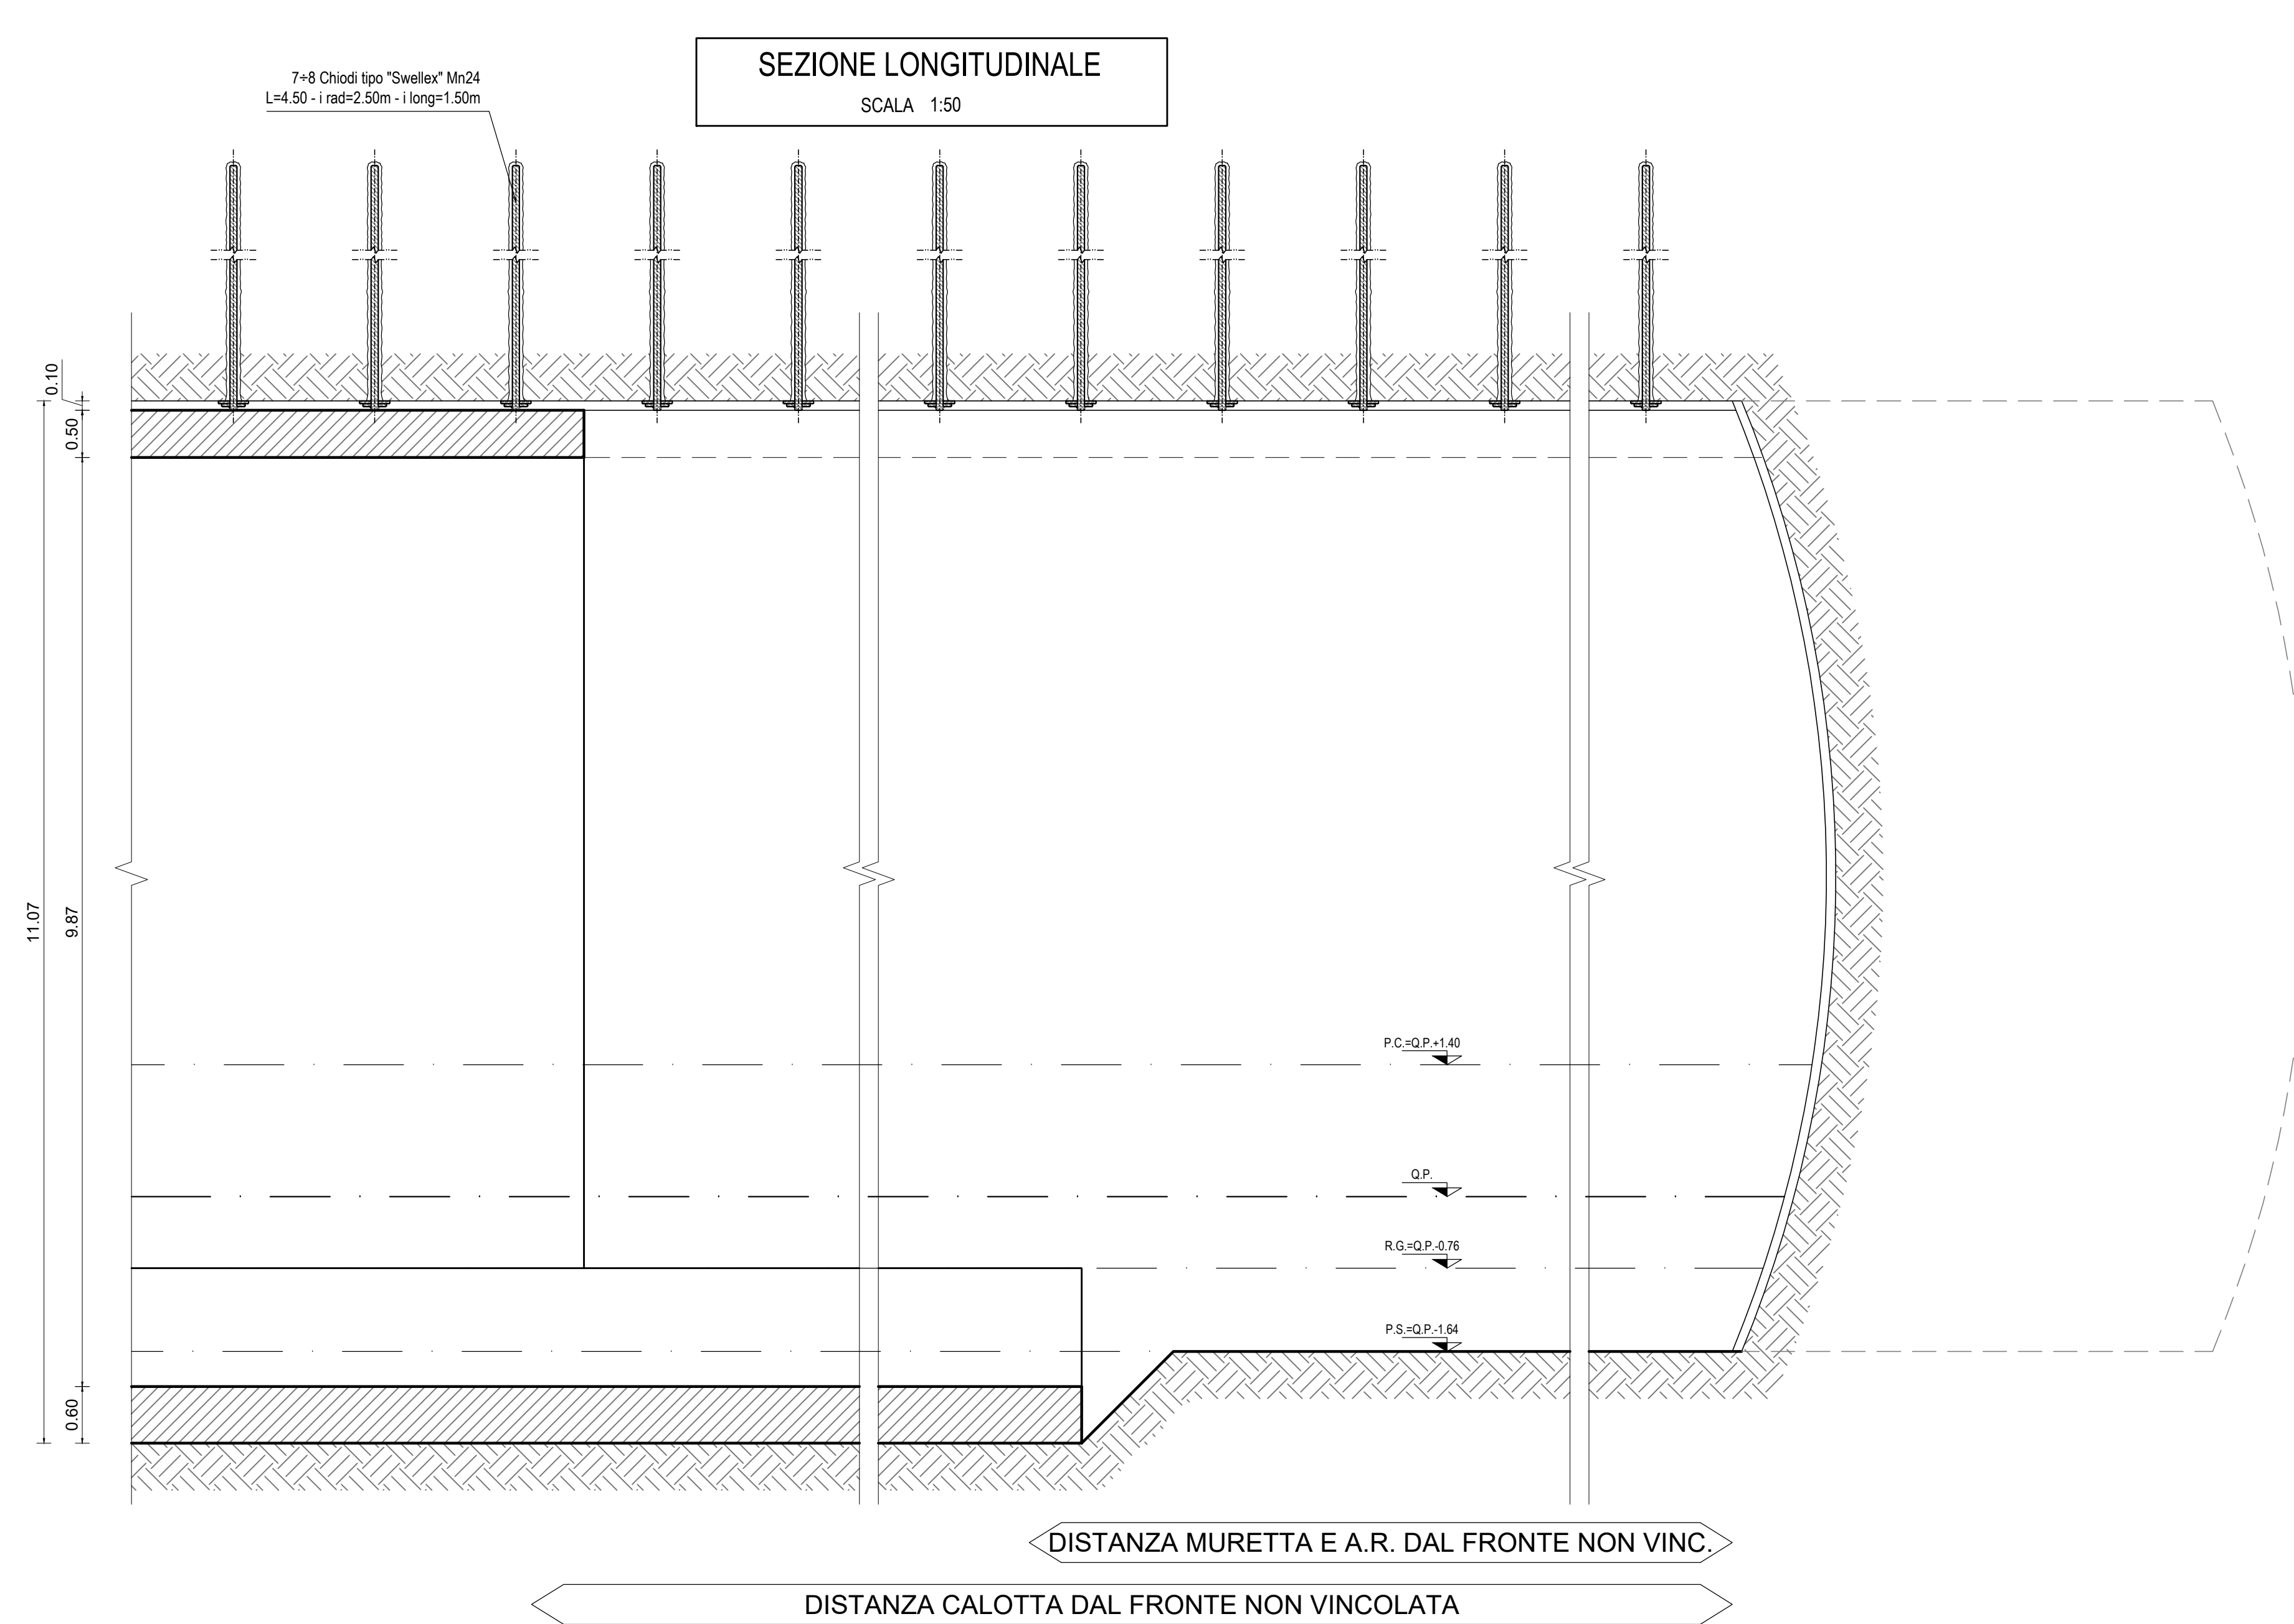 SEZIONE LONGITUDINALE
SCALA 1:50
7÷8 Chiodi tipo "Swellex" Mn24
L=4.50 - i rad=2.50m - i long=1.50m
0.10
0.50
11.07
9.87
0.60
P.C.=Q.P.+1.40
Q.P.
R.G.=Q.P.-0.76
P.S.=Q.P.-1.64
DISTANZA MURETTA E A.R. DAL FRONTE NON VINC.
DISTANZA CALOTTA DAL FRONTE NON VINCOLATA